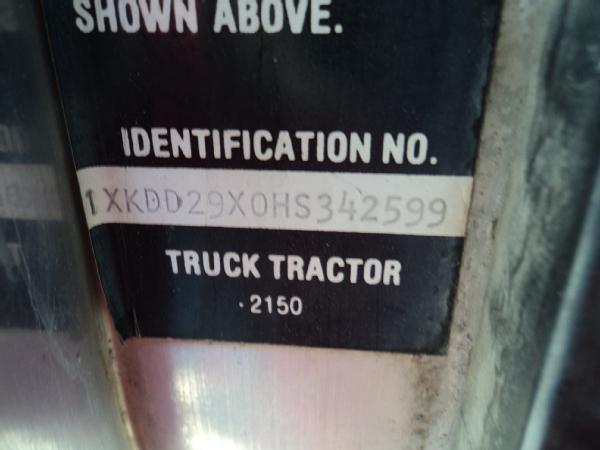 SHOWN ABOVE.
IDENTIFICATION NO.
1XKDD29X0HS342599
TRUCK TRACTOR
·2150